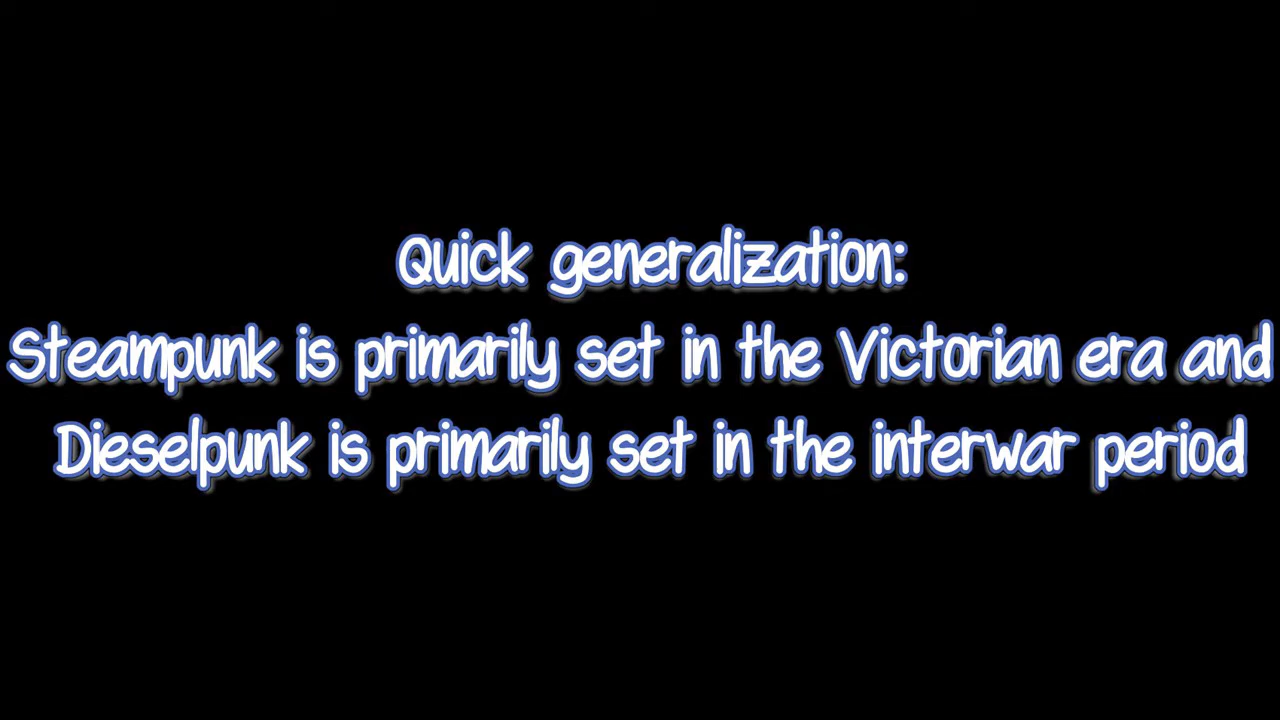 Quick generalization:
Steampunk is primarily set in the Victorian era and
Dieselpunk is primarily set in the interwar period